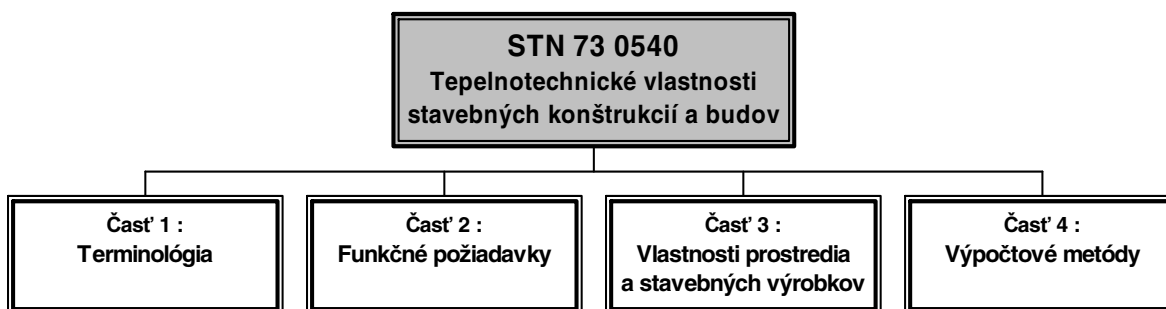 STN 73 0540
Tepelnotechnické vlastnosti
stavebných konštrukcií a budov
Časť 1 :
Terminológia
Časť 2 :
Funkčné požiadavky
Časť 3 :
Vlastnosti prostredia
a stavebných výrobkov
Časť 4 :
Výpočtové metódy